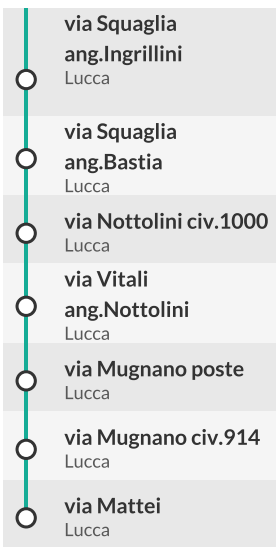 via Squaglia
ang.Ingrillini
Lucca
via Squaglia
ang.Bastia
Lucca
via Nottolini civ.1000
Lucca
via Vitali
ang.Nottolini
Lucca
via Mugnano poste
Lucca
via Mugnano civ.914
Lucca
via Mattei
Lucca